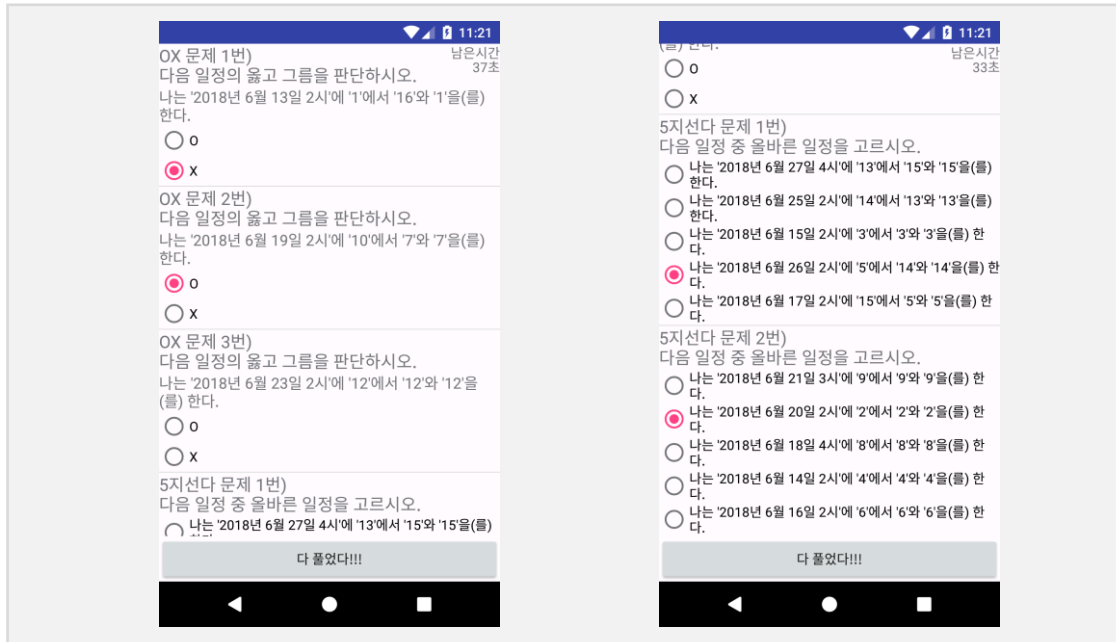 11:21
OX 문제 1번)
남은시간
37초
다음 일정의 옳고 그름을 판단하시오.
나는 '2018년 6월 13일 2시'에 '1'에서 '16'와 '1'을(를)
한다.
O
X
OX 문제 2번)
다음 일정의 옳고 그름을 판단하시오.
나는 '2018년 6월 19일 2시'에 '10'에서 '7'와 '7'을(를)
한다.
O
X
OX 문제 3번)
다음 일정의 옳고 그름을 판단하시오.
나는 '2018년 6월 23일 2시'에 '12'에서 '12'와 '12'을
(를) 한다.
O
X
5지선다 문제 1번)
다음 일정 중 올바른 일정을 고르시오.
나는 '2018년 6월 27일 4시'에 '13'에서 '15'와 '15'을(를)
다 풀었다!!!
11:21
(를) 한다.
남은시간
33초
O
X
5지선다 문제 1번)
다음 일정 중 올바른 일정을 고르시오.
나는 '2018년 6월 27일 4시'에 '13'에서 '15'와 '15'을(를)
한다.
나는 '2018년 6월 25일 2시'에 '14'에서 '13'와 '13'을(를)
한다.
나는 '2018년 6월 15일 2시'에 '3'에서 '3'와 '3'을(를) 한
다.
나는 '2018년 6월 26일 2시'에 '5'에서 '14'와 '14'을(를) 한
다.
나는 '2018년 6월 17일 2시'에 '15'에서 '5'와 '5'을(를) 한
다.
5지선다 문제 2번)
다음 일정 중 올바른 일정을 고르시오.
나는 '2018년 6월 21일 3시'에 '9'에서 '9'와 '9'을(를) 한
다.
나는 '2018년 6월 20일 2시'에 '2'에서 '2'와 '2'을(를) 한
다.
나는 '2018년 6월 18일 4시'에 '8'에서 '8'와 '8'을(를) 한
다.
나는 '2018년 6월 14일 2시'에 '4'에서 '4'와 '4'을(를) 한
다.
나는 '2018년 6월 16일 2시'에 '6'에서 '6'와 '6'을(를) 한
다.
다 풀었다!!!